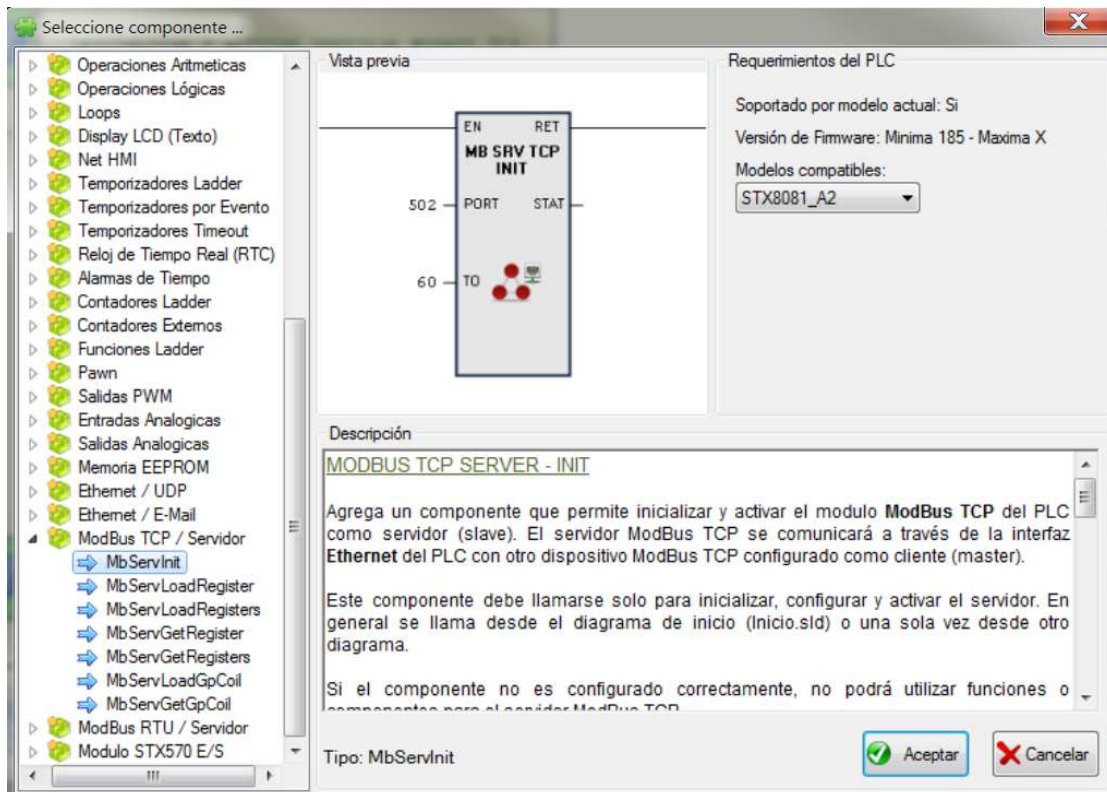 Seleccione componente ...
Operaciones Aritmeticas
Operaciones Lógicas
Loops
Display LCD (Texto)
Net HMI
Temporizadores Ladder
Temporizadores por Evento
Temporizadores Timeout
Reloj de Tiempo Real (RTC)
Alarmas de Tiempo
Contadores Ladder
Contadores Externos
Funciones Ladder
Pawn
Salidas PWM
Entradas Analogicas
Salidas Analogicas
Memoria EEPROM
Ethernet / UDP
Ethernet / E-Mail
ModBus TCP / Servidor
MbServInit
MbServLoadRegister
MbServLoadRegisters
MbServGetRegister
MbServGetRegisters
MbServLoadGpCoil
MbServGetGpCoil
ModBus RTU / Servidor
Modulo STX570 E/S
Vista previa
EN RET
MB SRV TCP
INIT
502 PORT STAT
60 TO
Requerimientos del PLC
Soportado por modelo actual: Si
Versión de Firmware: Minima 185 - Maxima X
Modelos compatibles:
STX8081_A2
Descripción
MODBUS TCP SERVER - INIT
Agrega un componente que permite inicializar y activar el modulo ModBus TCP del PLC
como servidor (slave). El servidor ModBus TCP se comunicará a través de la interfaz
Ethernet del PLC con otro dispositivo ModBus TCP configurado como cliente (master).
Este componente debe llamarse solo para inicializar, configurar y activar el servidor. En
general se llama desde el diagrama de inicio (Inicio.sld) o una sola vez desde otro
diagrama.
Si el componente no es configurado correctamente, no podrá utilizar funciones o
componentes para el servidor ModBus TCP.
Tipo: MbServInit
Aceptar
Cancelar